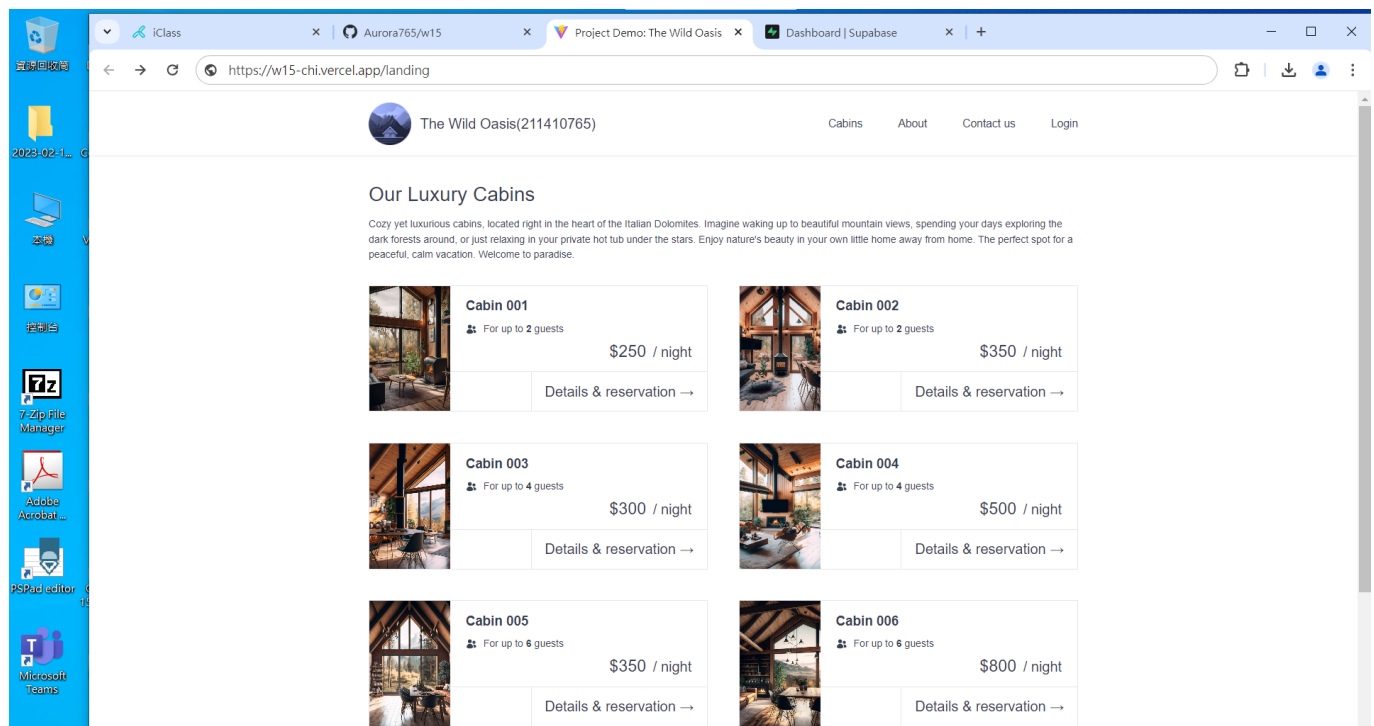 iClass
Aurora765/w15
Project Demo: The Wild Oasis
Dashboard | Supabase
https://w15-chi.vercel.app/landing
資源回收筒
2023-02-1...
本機
控制台
7-Zip File
Manager
Adobe
Acrobat ...
PSPad editor
Microsoft
Teams
The Wild Oasis(211410765)
Cabins
About
Contact us
Login
Our Luxury Cabins
Cozy yet luxurious cabins, located right in the heart of the Italian Dolomites. Imagine waking up to beautiful mountain views, spending your days exploring the
dark forests around, or just relaxing in your private hot tub under the stars. Enjoy nature's beauty in your own little home away from home. The perfect spot for a
peaceful, calm vacation. Welcome to paradise.
Cabin 001
For up to 2 guests
$250 / night
Details & reservation →
Cabin 002
For up to 2 guests
$350 / night
Details & reservation →
Cabin 003
For up to 4 guests
$300 / night
Details & reservation →
Cabin 004
For up to 4 guests
$500 / night
Details & reservation →
Cabin 005
For up to 6 guests
$350 / night
Details & reservation →
Cabin 006
For up to 6 guests
$800 / night
Details & reservation →